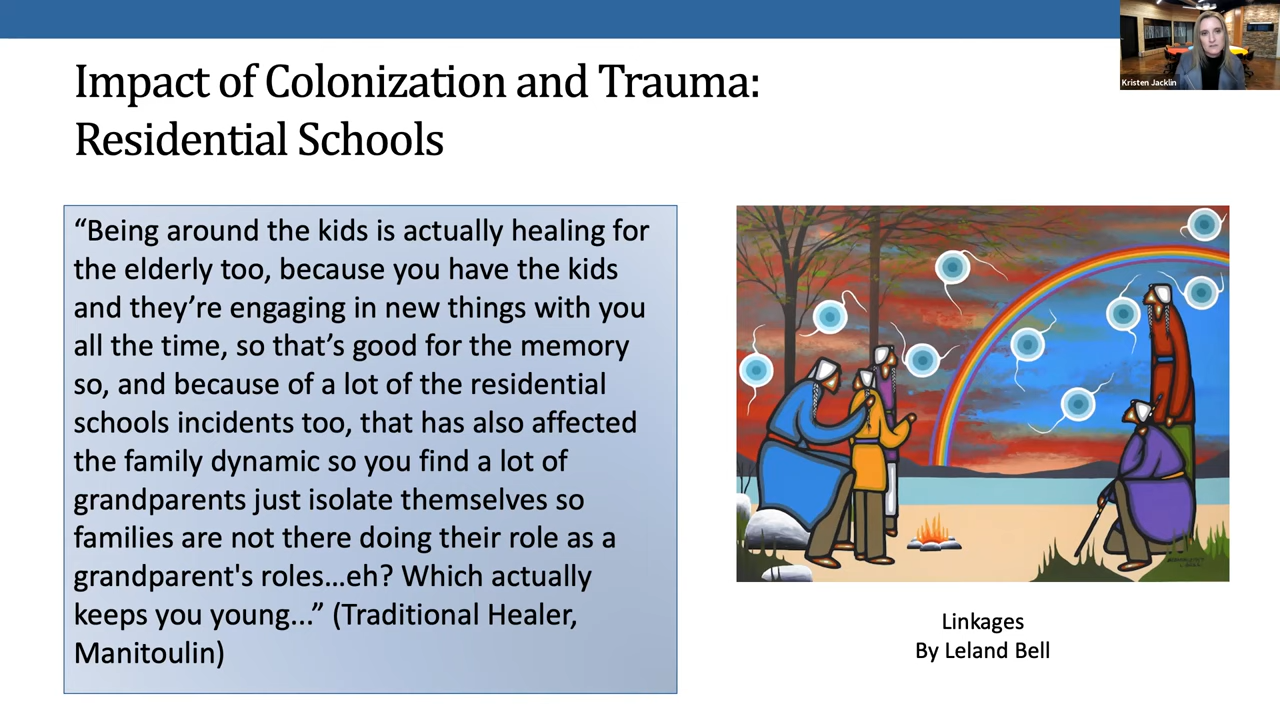 Kristen Jacklin
Impact of Colonization and Trauma:
Residential Schools
“Being around the kids is actually healing for
the elderly too, because you have the kids
and they’re engaging in new things with you
all the time, so that’s good for the memory
so, and because of a lot of the residential
schools incidents too, that has also affected
the family dynamic so you find a lot of
grandparents just isolate themselves so
families are not there doing their role as a
grandparent's roles…eh? Which actually
keeps you young...” (Traditional Healer,
Manitoulin)
Linkages
By Leland Bell